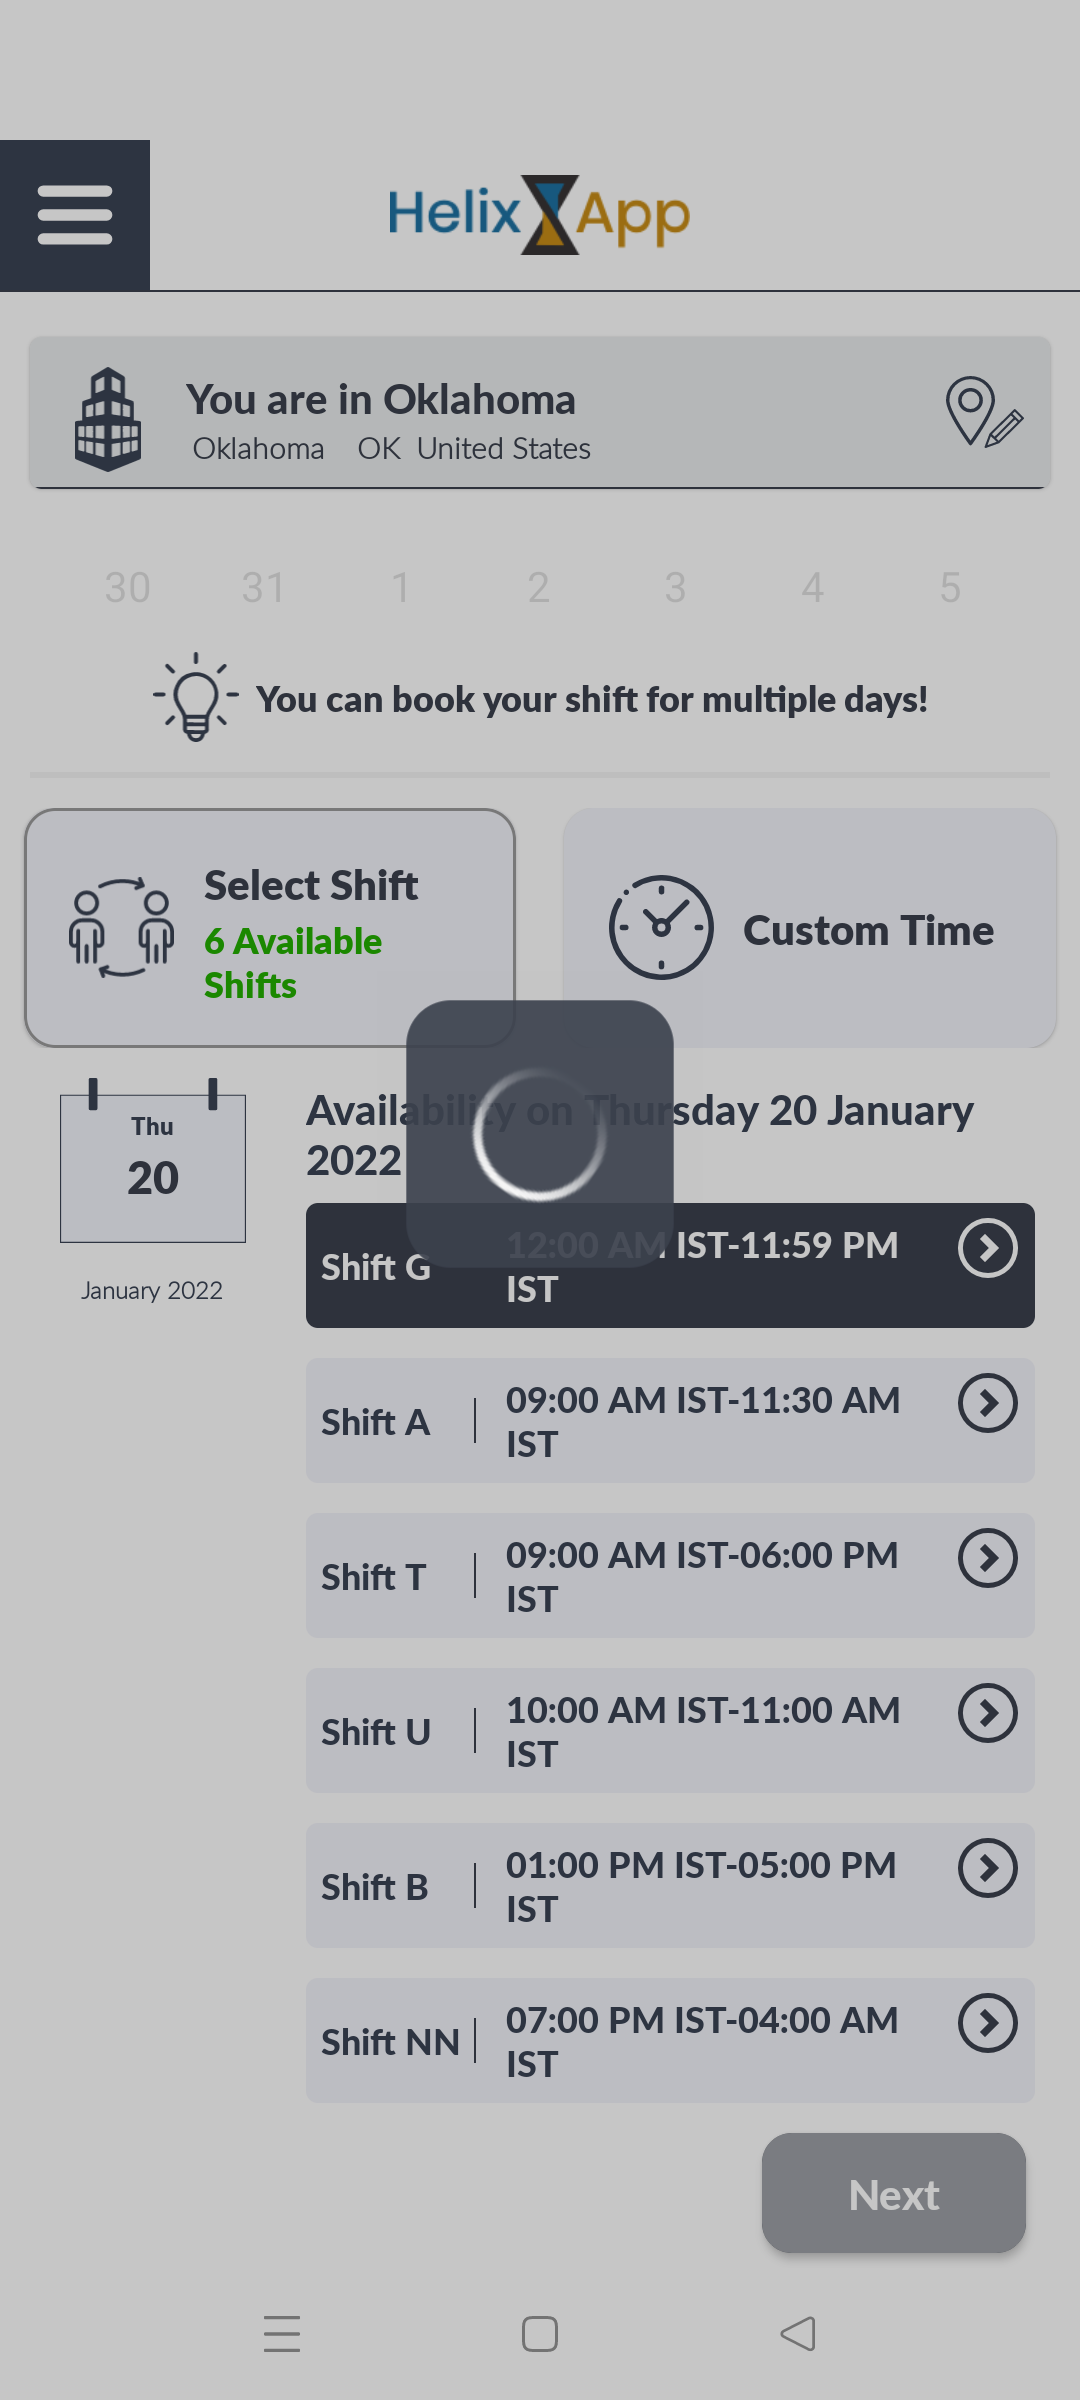 Helix App
You are in Oklahoma
Oklahoma OK United States
30 31 1 2 3 4 5
You can book your shift for multiple days!
Select Shift
6 Available
Shifts
Custom Time
Thu
20
January 2022
Availability on Thursday 20 January
2022
Shift G
12:00 AM IST-11:59 PM
IST
Shift A
09:00 AM IST-11:30 AM
IST
Shift T
09:00 AM IST-06:00 PM
IST
Shift U
10:00 AM IST-11:00 AM
IST
Shift B
01:00 PM IST-05:00 PM
IST
Shift NN
07:00 PM IST-04:00 AM
IST
Next